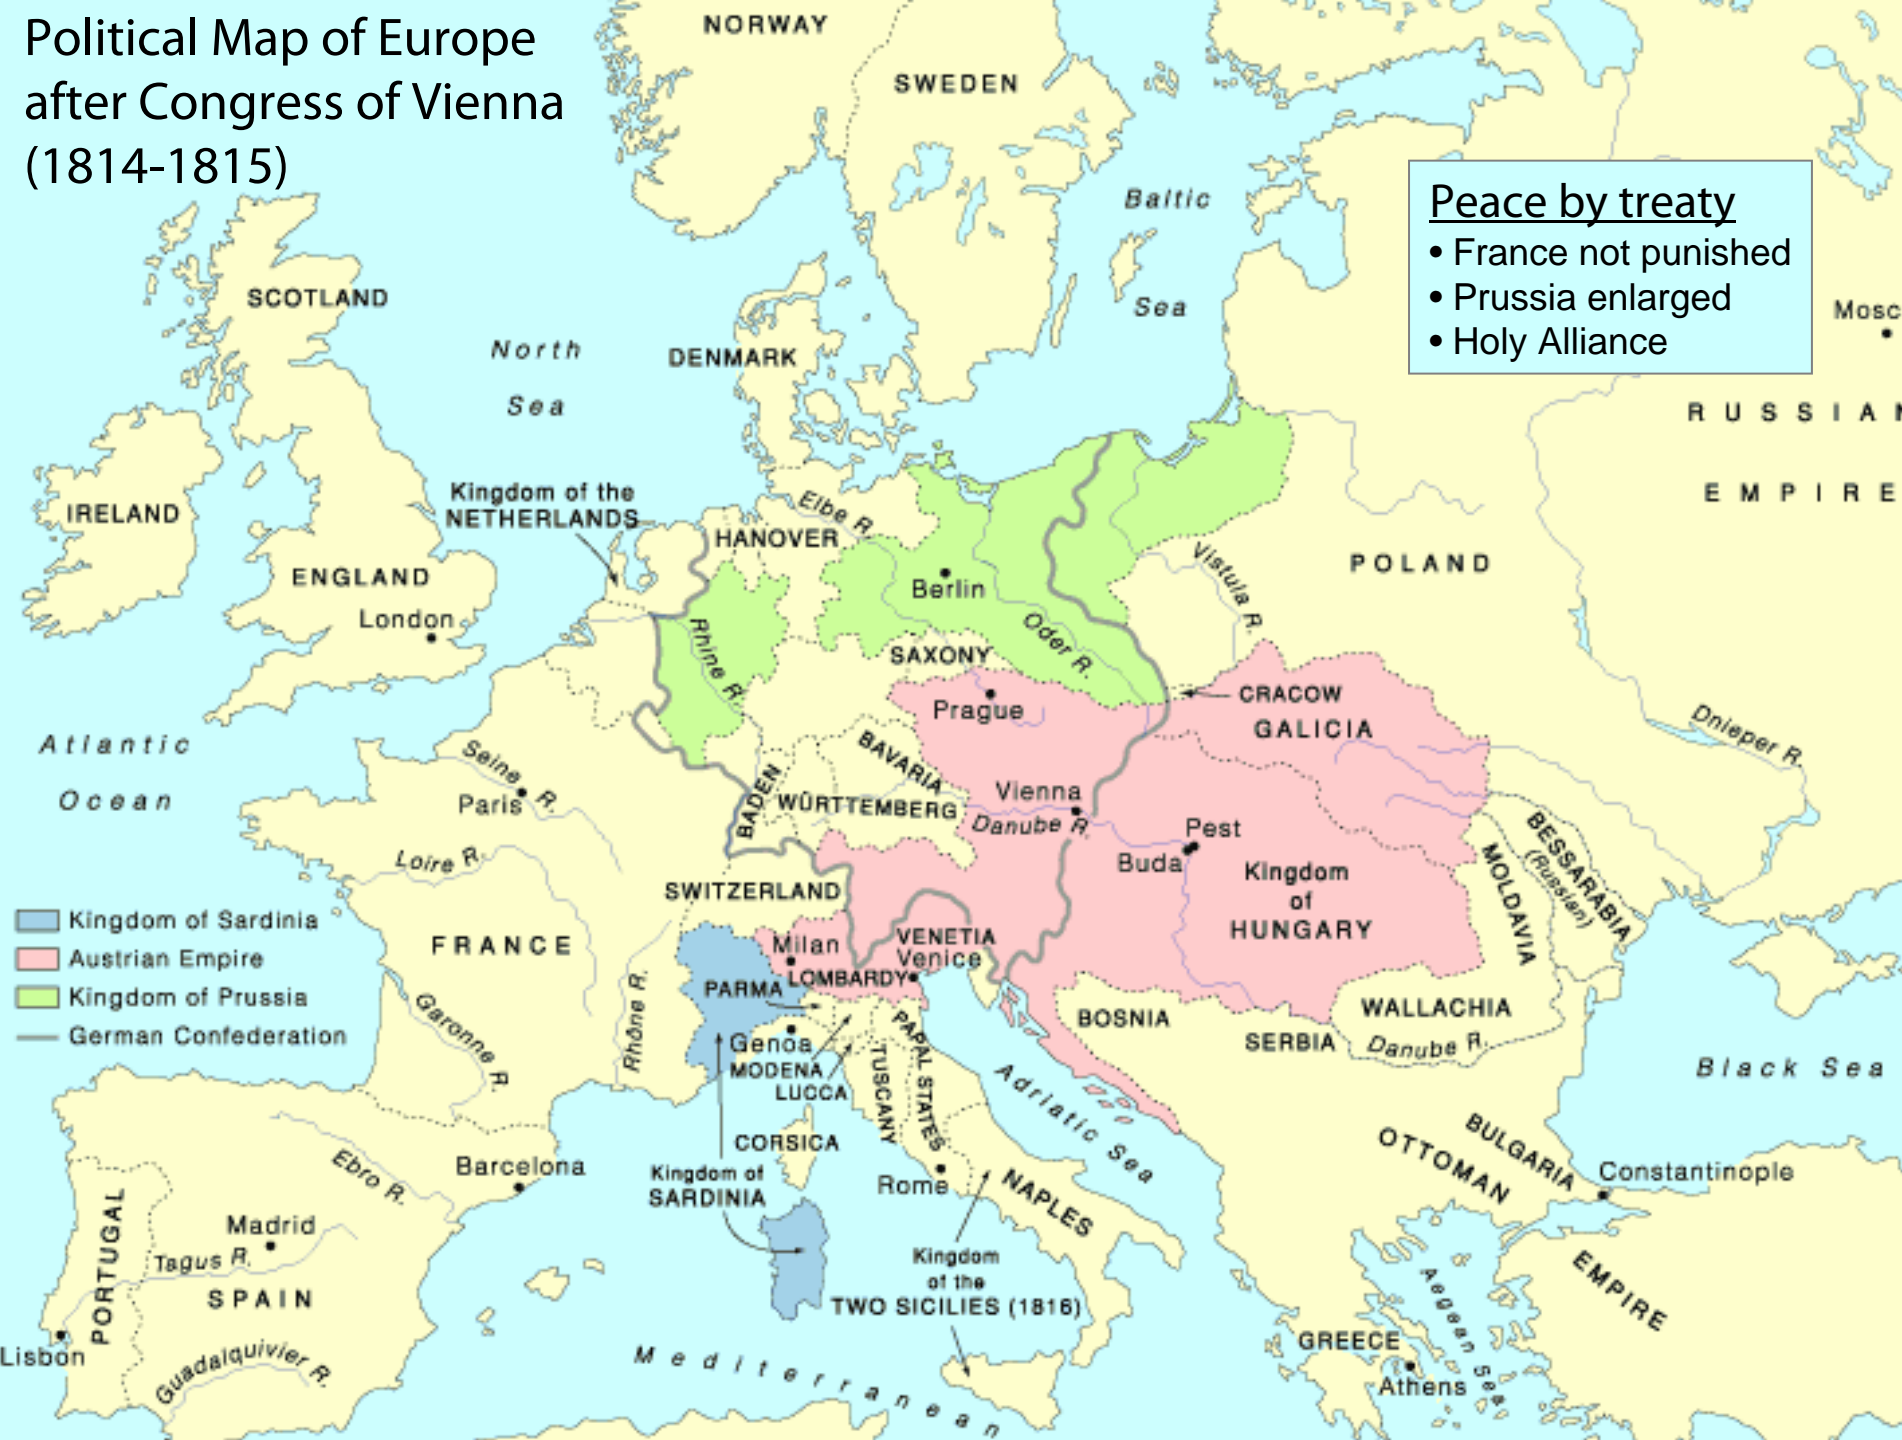 Political Map of Europe
after Congress of Vienna
(1814-1815)
Peace by treaty
• France not punished
• Prussia enlarged
• Holy Alliance
NORWAY
SWEDEN
Baltic
Sea
SCOTLAND
North
Sea
DENMARK
Mosc
RUSSIAN
EMPIRE
IRELAND
Kingdom of the
NETHERLANDS
Elbe R.
HANOVER
ENGLAND
London
Berlin
Vistula R.
POLAND
Rhine R.
Oder R.
SAXONY
Prague
CRACOW
GALICIA
Dnieper R.
Atlantic
Ocean
Seine R.
Paris
BAVARIA
BADEN
WÜRTTEMBERG
Vienna
Danube R.
Pest
Buda
Kingdom
of
HUNGARY
BESSARABIA
(Russian)
MOLDAVIA
Loire R.
SWITZERLAND
FRANCE
Kingdom of Sardinia
Austrian Empire
Kingdom of Prussia
German Confederation
Milan
VENETIA
Venice
LOMBARDY
PARMA
Garonne R.
Rhône R.
Genoa
MODENA
LUCCA
TUSCANY
PAPAL STATES
BOSNIA
WALLACHIA
SERBIA
Danube R.
Black Sea
Adriatic Sea
CORSICA
Kingdom of
SARDINIA
Rome
NAPLES
Kingdom
of the
TWO SICILIES (1816)
OTTOMAN
EMPIRE
BULGARIA
Constantinople
Ebro R.
Barcelona
Madrid
Tagus R.
SPAIN
PORTUGAL
Lisbon
Guadalquivier R.
Mediterranean
GREECE
Athens
Aegean Sea